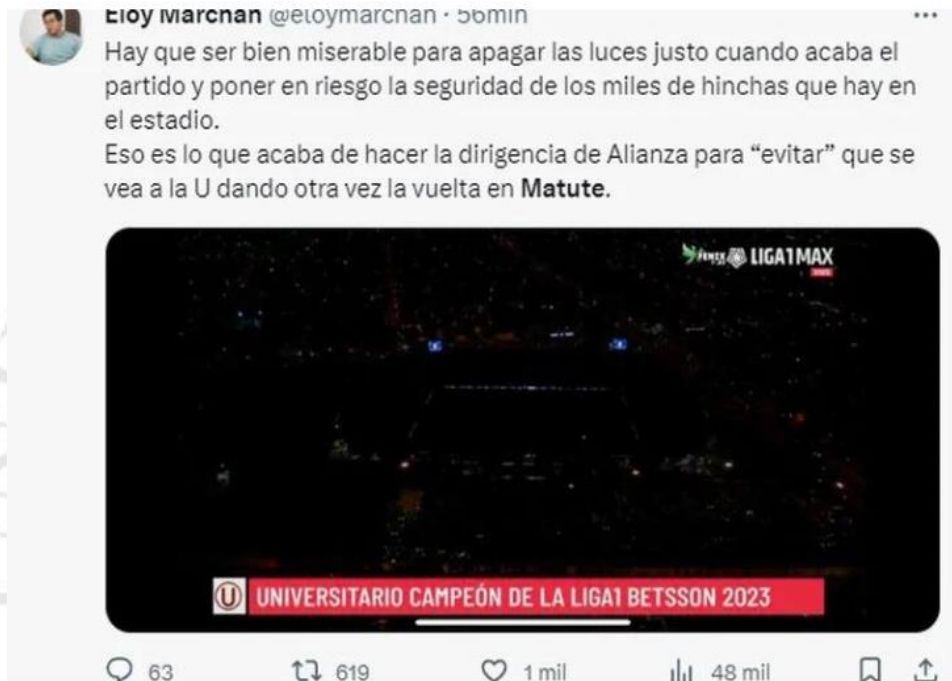 Eloy Marchan @eloymarchan · 56min
Hay que ser bien miserable para apagar las luces justo cuando acaba el
partido y poner en riesgo la seguridad de los miles de hinchas que hay en
el estadio.
Eso es lo que acaba de hacer la dirigencia de Alianza para “evitar” que se
vea a la U dando otra vez la vuelta en Matute.
LIGA1 MAX
U UNIVERSITARIO CAMPEÓN DE LA LIGA1 BETSSON 2023
63 619 1 mil 48 mil